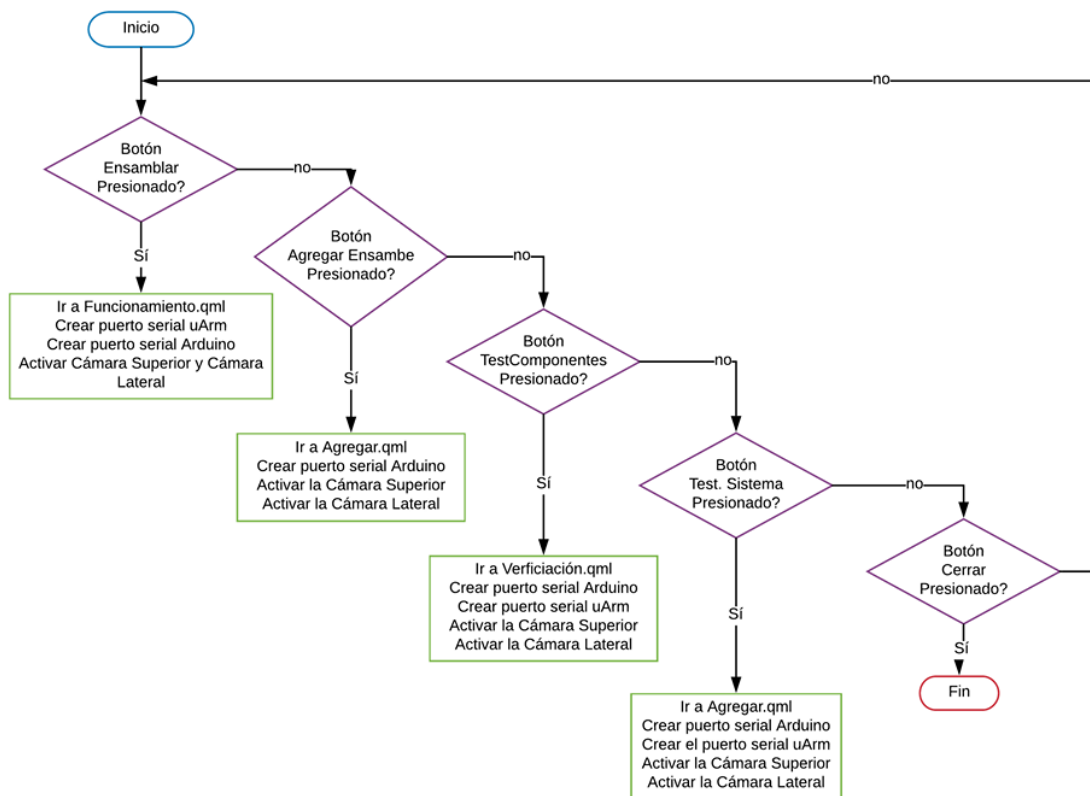 Inicio
no
Botón
Ensamblar
Presionado?
no
Sí
Ir a Funcionamiento.qml
Crear puerto serial uArm
Crear puerto serial Arduino
Activar Cámara Superior y Cámara
Lateral
Botón
Agregar Ensambe
Presionado?
no
Sí
Ir a Agregar.qml
Crear puerto serial Arduino
Activar la Cámara Superior
Activar la Cámara Lateral
Botón
TestComponentes
Presionado?
no
Sí
Ir a Verficiación.qml
Crear puerto serial Arduino
Crear puerto serial uArm
Activar la Cámara Superior
Activar la Cámara Lateral
Botón
Test. Sistema
Presionado?
no
Sí
Ir a Agregar.qml
Crear puerto serial Arduino
Crear el puerto serial uArm
Activar la Cámara Superior
Activar la Cámara Lateral
Botón
Cerrar
Presionado?
Sí
Fin